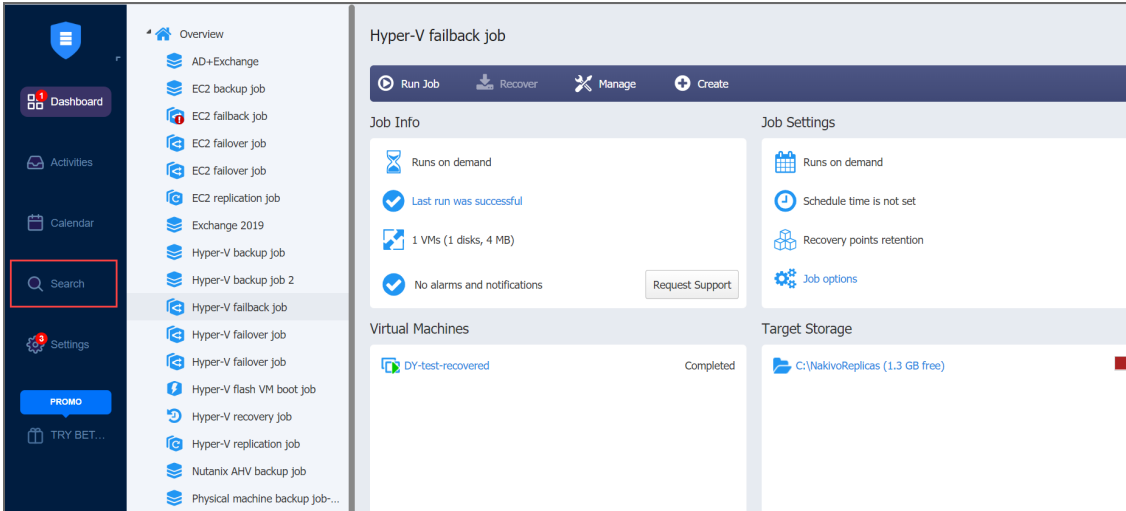 1
Dashboard
Activities
Calendar
Search
3
Settings
PROMO
TRY BET...
Overview
AD+Exchange
EC2 backup job
EC2 failback job
EC2 failover job
EC2 failover job
EC2 replication job
Exchange 2019
Hyper-V backup job
Hyper-V backup job 2
Hyper-V failback job
Hyper-V failover job
Hyper-V failover job
Hyper-V flash VM boot job
Hyper-V recovery job
Hyper-V replication job
Nutanix AHV backup job
Physical machine backup job-...
Hyper-V failback job
Run Job Recover Manage Create
Job Info
Runs on demand
Last run was successful
1 VMs (1 disks, 4 MB)
No alarms and notifications Request Support
Job Settings
Runs on demand
Schedule time is not set
Recovery points retention
Job options
Virtual Machines
DY-test-recovered Completed
Target Storage
C:\NakivoReplicas (1.3 GB free)